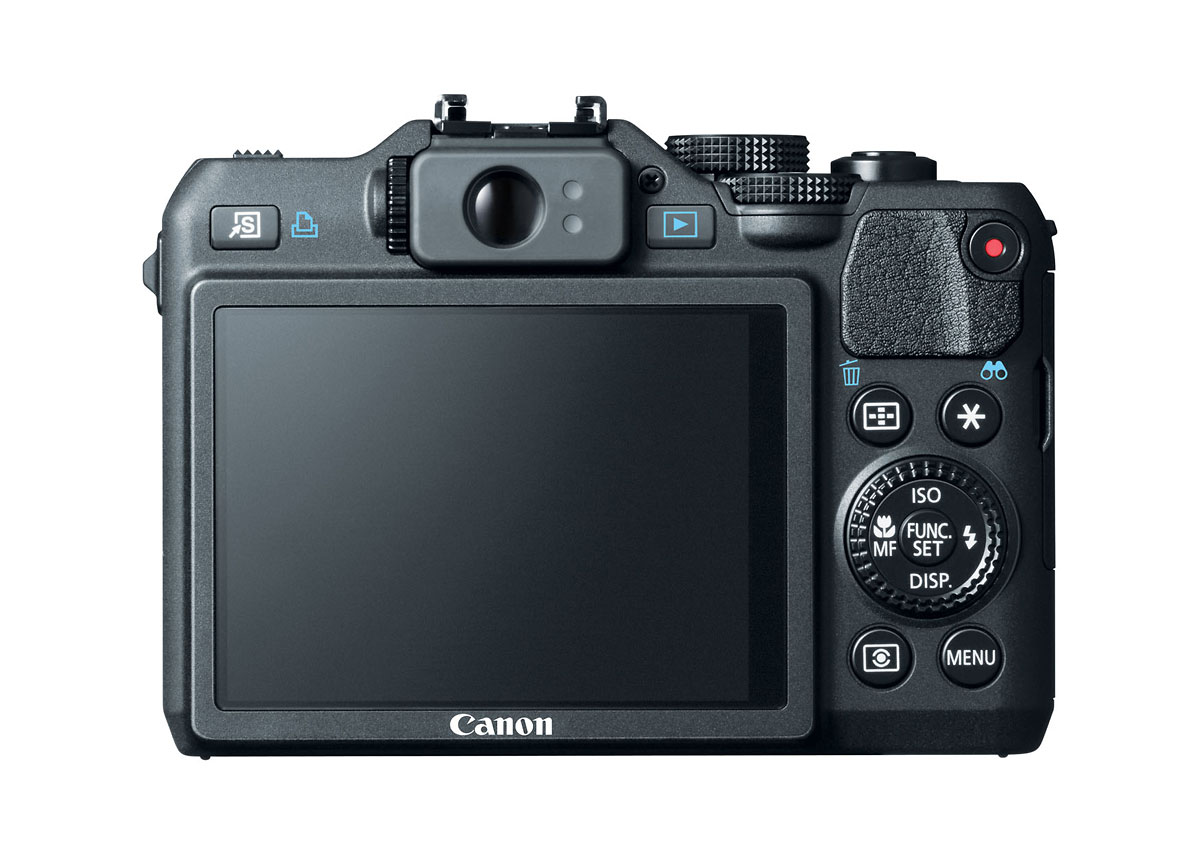 S
ISO
MF
FUNC.
SET
DISP.
MENU
Canon